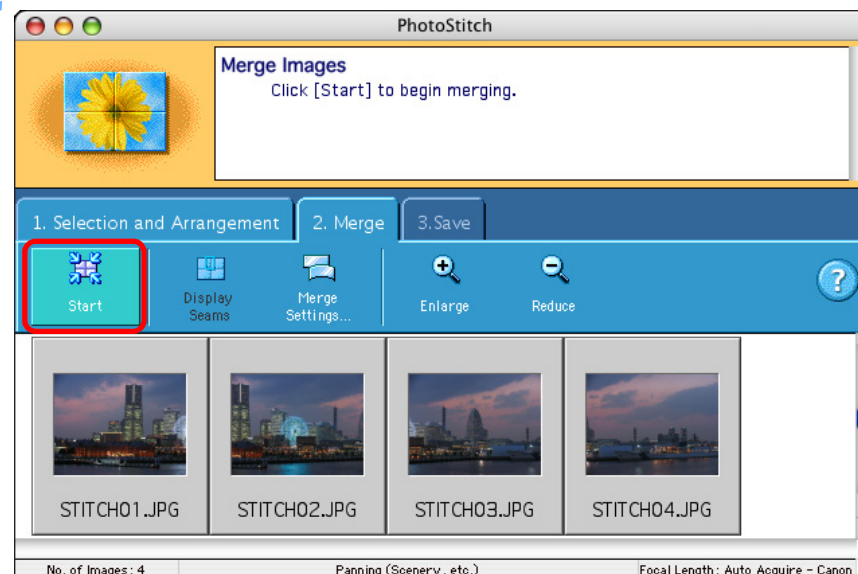 PhotoStitch
Merge Images
Click [Start] to begin merging.
1. Selection and Arrangement
2. Merge
3.Save
Start
Display
Seams
Merge
Settings...
Enlarge
Reduce
?
STITCH01.JPG
STITCH02.JPG
STITCH03.JPG
STITCH04.JPG
No. of Images: 4
Panning (Scenery, etc.)
Focal Length: Auto Acquire - Canon